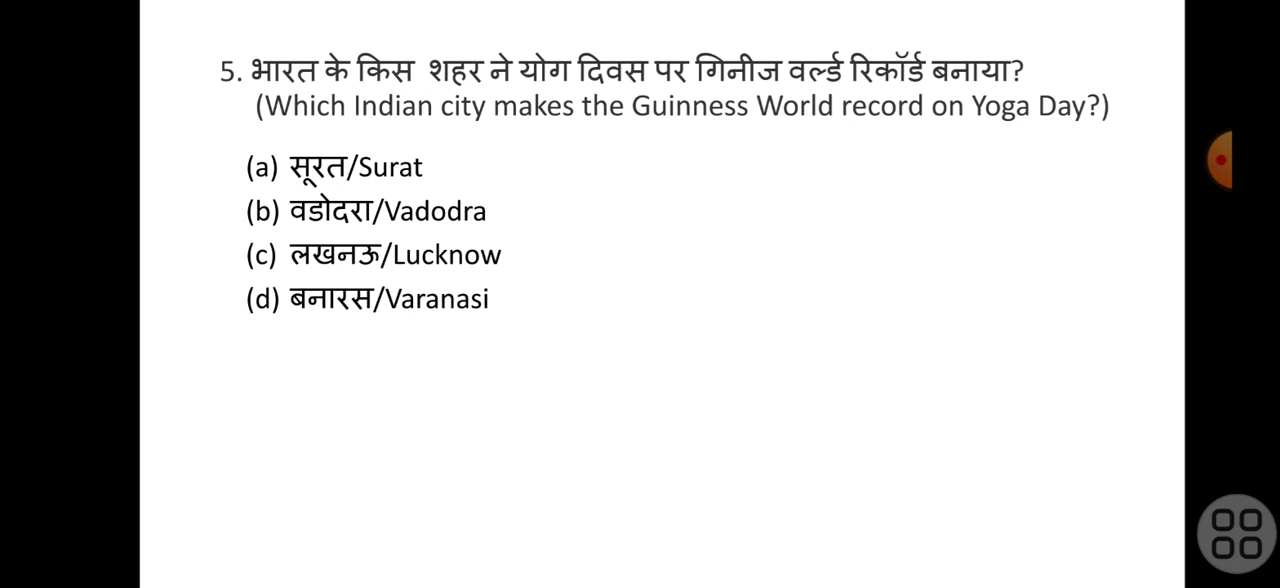 5. भारत के किस शहर ने योग दिवस पर गिनीज वर्ल्ड रिकॉर्ड बनाया?
(Which Indian city makes the Guinness World record on Yoga Day?)
(a) सूरत/Surat
(b) वडोदरा/Vadodra
(c) लखनऊ/Lucknow
(d) बनारस/Varanasi